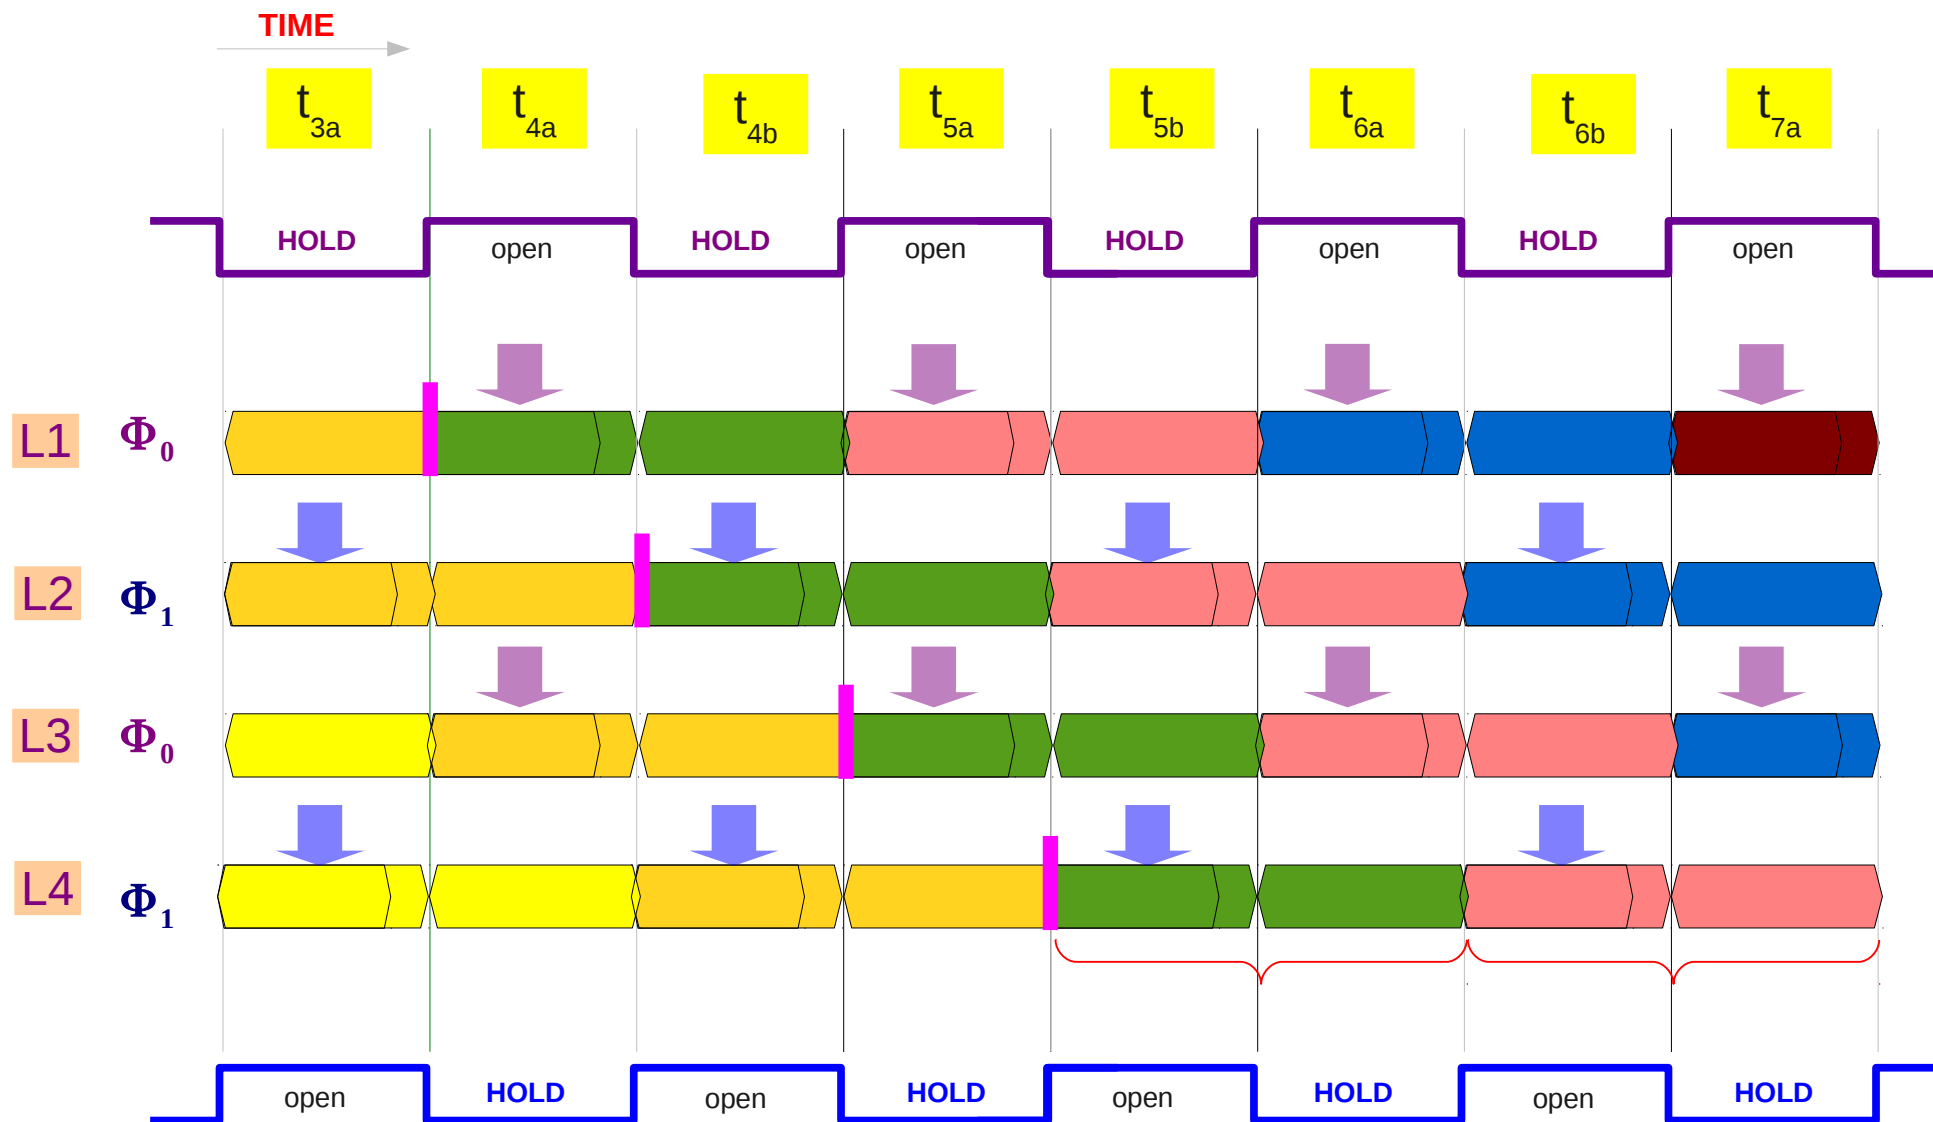 TIME
t3a t4a t4b t5a t5b t6a t6b t7a
HOLD open HOLD open HOLD open HOLD open
L1 Φ0
L2 Φ1
L3 Φ0
L4 Φ1
open HOLD open HOLD open HOLD open HOLD